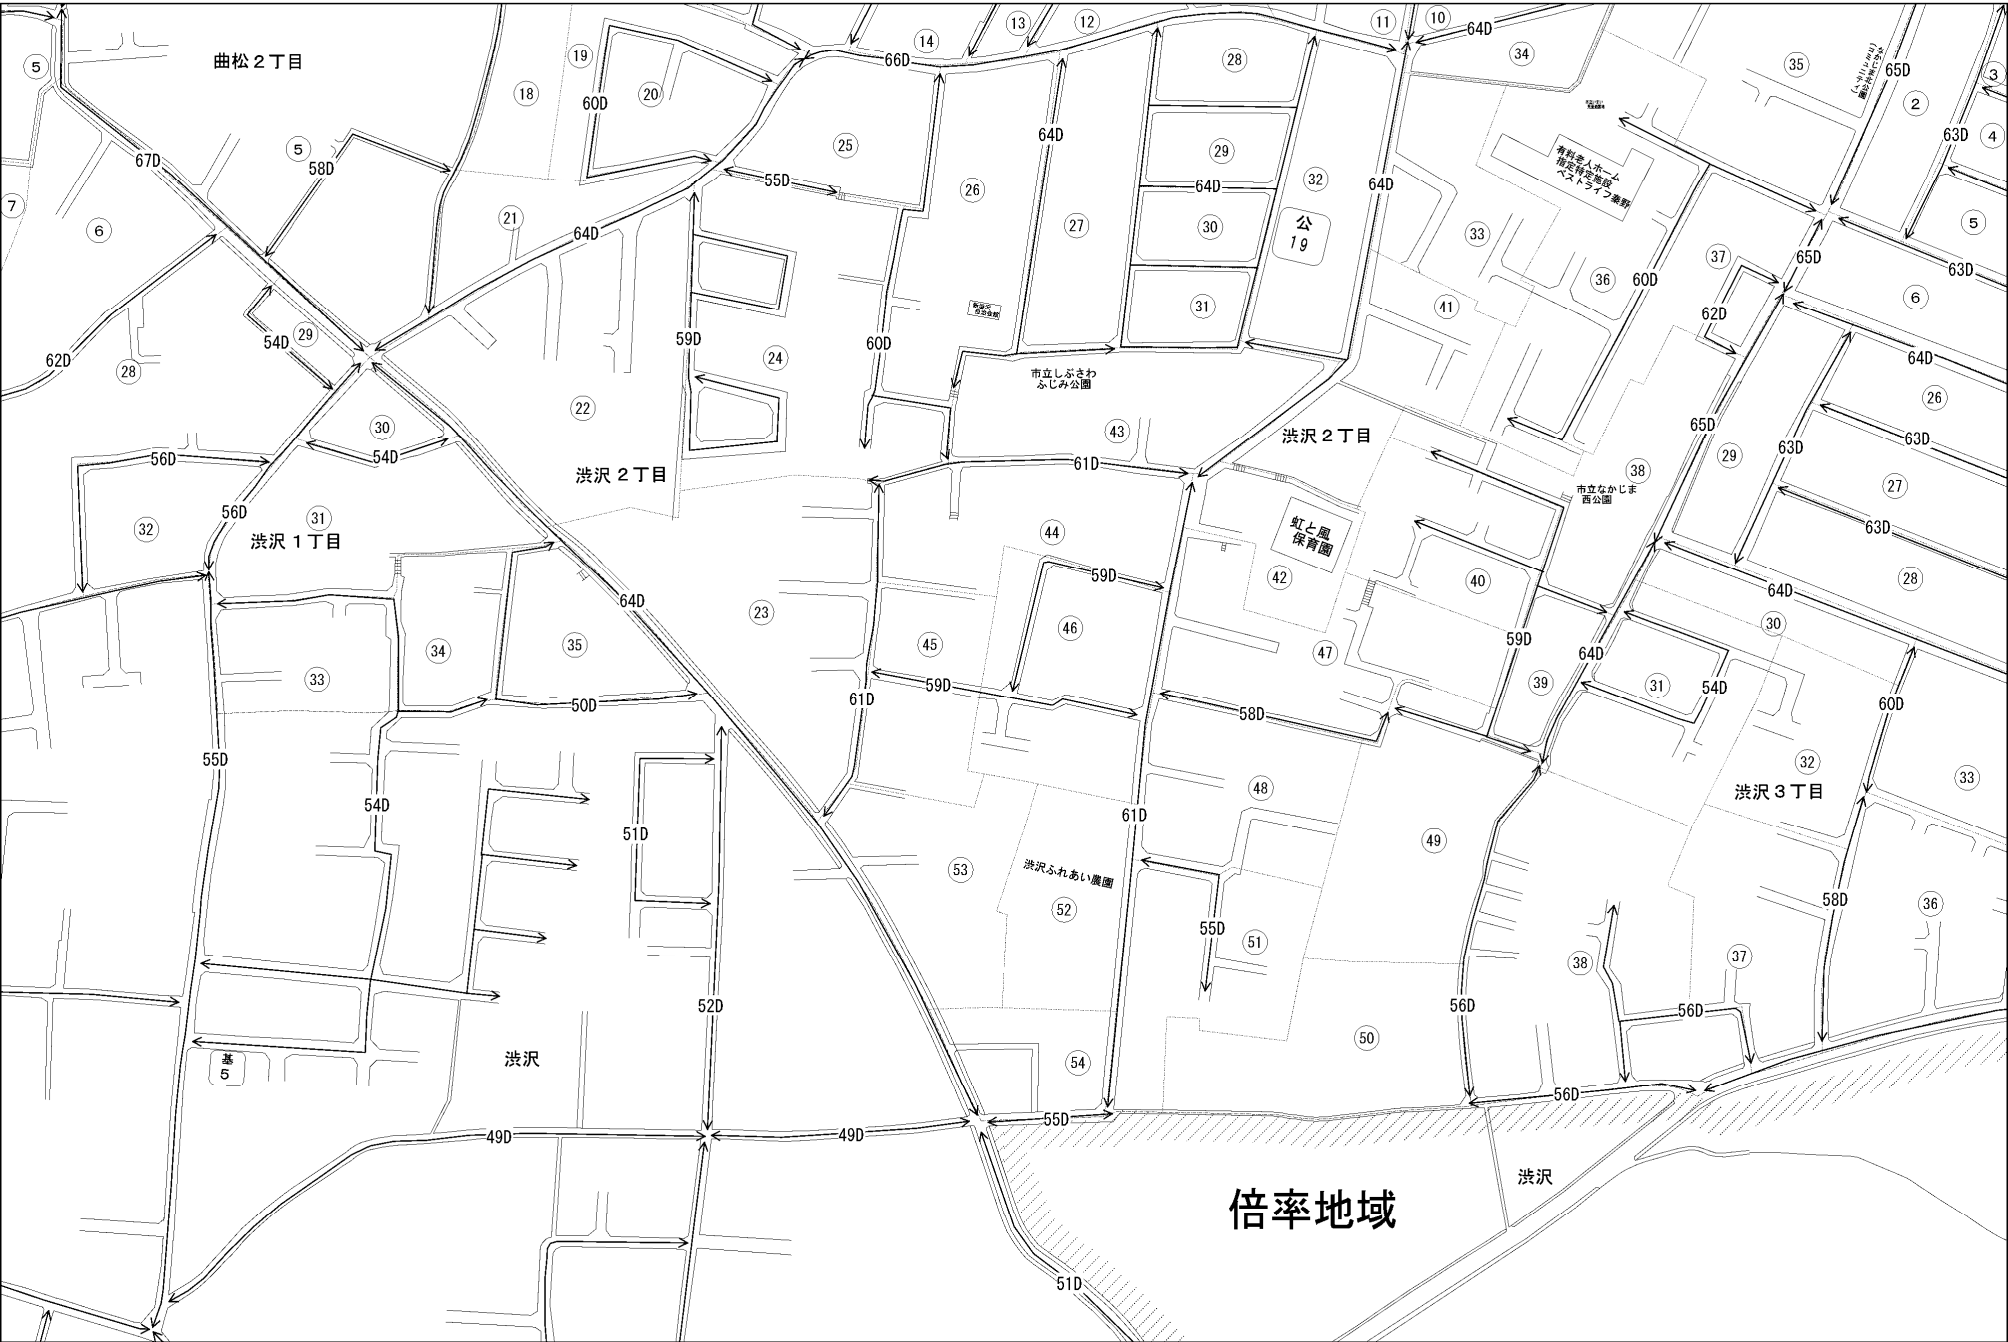 曲松２丁目
5
5
7
6
18
19
20
21
14
13
12
11
10
34
35
28
25
26
27
29
30
31
32
33
公
19
有料老人ホーム
指定特定施設
ベストライフ秦野
36
37
41
2
3
4
5
6
67D
58D
60D
66D
55D
64D
64D
64D
64D
64D
65D
63D
60D
65D
63D
62D
64D
62D
54D
29
28
59D
24
22
60D
市立しぶさわ
ふじみ公園
43
渋沢２丁目
渋沢２丁目
30
54D
56D
56D
32
31
渋沢１丁目
61D
44
虹と風
保育園
42
38
市立なかじま
西公園
65D
29
63D
26
63D
27
63D
28
64D
30
40
59D
64D
23
59D
46
45
59D
61D
47
39
31
54D
60D
64D
35
34
33
50D
58D
32
渋沢３丁目
33
55D
54D
51D
48
61D
49
53
渋沢ふれあい農園
52
58D
36
55D
51
38
37
52D
56D
56D
50
渋沢
基
5
54
56D
49D
49D
55D
渋沢
倍率地域
51D